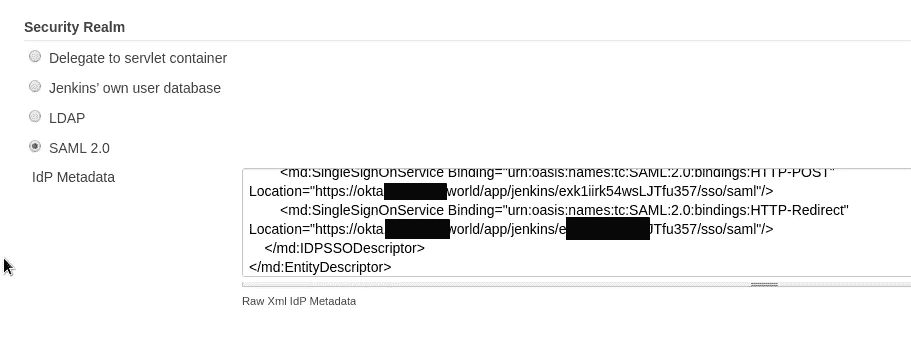 Security Realm
Delegate to servlet container
Jenkins' own user database
LDAP
SAML 2.0
IdP Metadata
<md:SingleSignOnService Binding="urn:oasis:names:tc:SAML:2.0:bindings:HTTP-POST"
Location="https://okta world/app/jenkins/exk1iirk54wsLJTfu357/sso/saml"/>
<md:SingleSignOnService Binding="urn:oasis:names:tc:SAML:2.0:bindings:HTTP-Redirect"
Location="https://okta world/app/jenkins/e JTfu357/sso/saml"/>
</md:IDPSSODescriptor>
</md:EntityDescriptor>
Raw Xml IdP Metadata